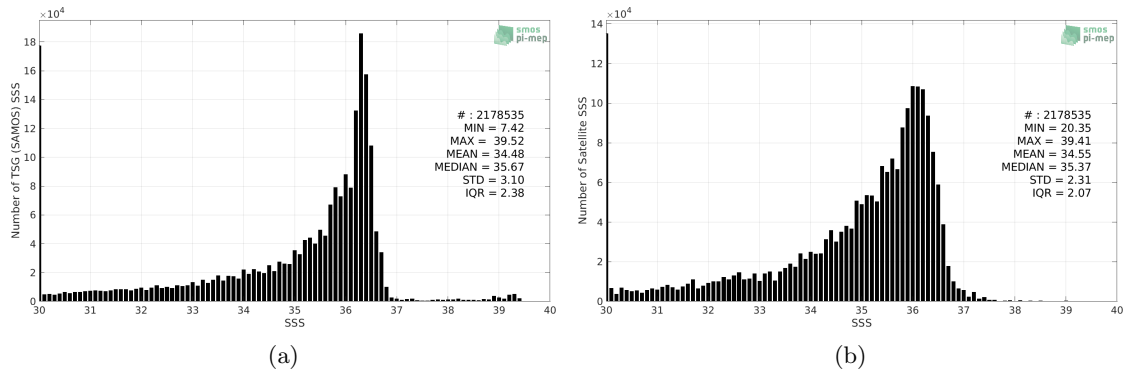 ×10⁴
18
16
14
12
10
8
6
4
2
0
Number of TSG (SAMOS) SSS
smos
pi-mep
# : 2178535
MIN = 7.42
MAX = 39.52
MEAN = 34.48
MEDIAN = 35.67
STD = 3.10
IQR = 2.38
30 31 32 33 34 35 36 37 38 39 40
SSS
(a)
×10⁴
14
12
10
8
6
4
2
0
Number of Satellite SSS
smos
pi-mep
# : 2178535
MIN = 20.35
MAX = 39.41
MEAN = 34.55
MEDIAN = 35.37
STD = 2.31
IQR = 2.07
30 31 32 33 34 35 36 37 38 39 40
SSS
(b)